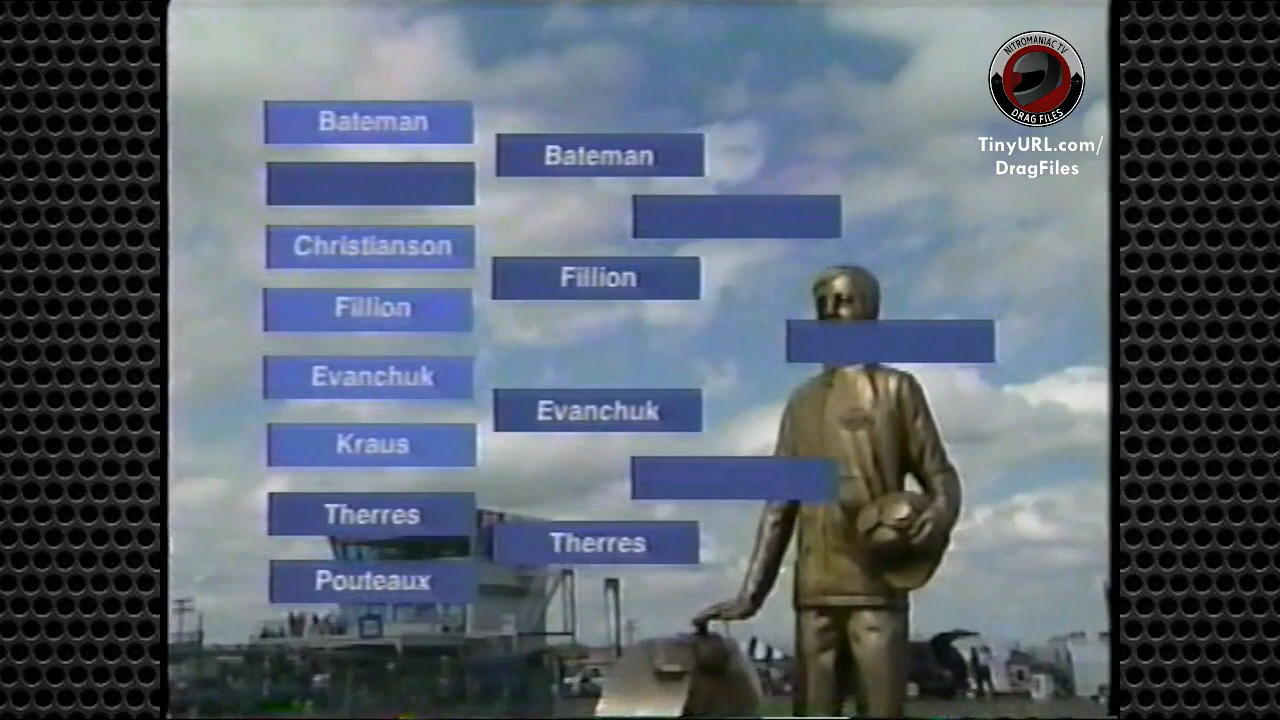 NITROMANIAC TV
DRAG FILES
TinyURL.com/
DragFiles
Bateman
Bateman
Christianson
Fillion
Fillion
Evanchuk
Evanchuk
Kraus
Therres
Therres
Pouteaux